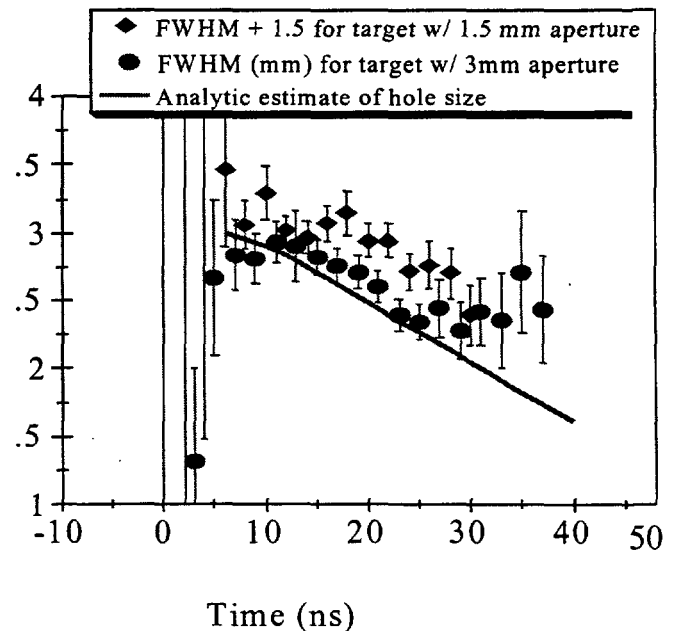 FWHM + 1.5 for target w/ 1.5 mm aperture
FWHM (mm) for target w/ 3mm aperture
Analytic estimate of hole size
4
.5
3
.5
2
.5
1
-10 0 10 20 30 40 50
Time (ns)